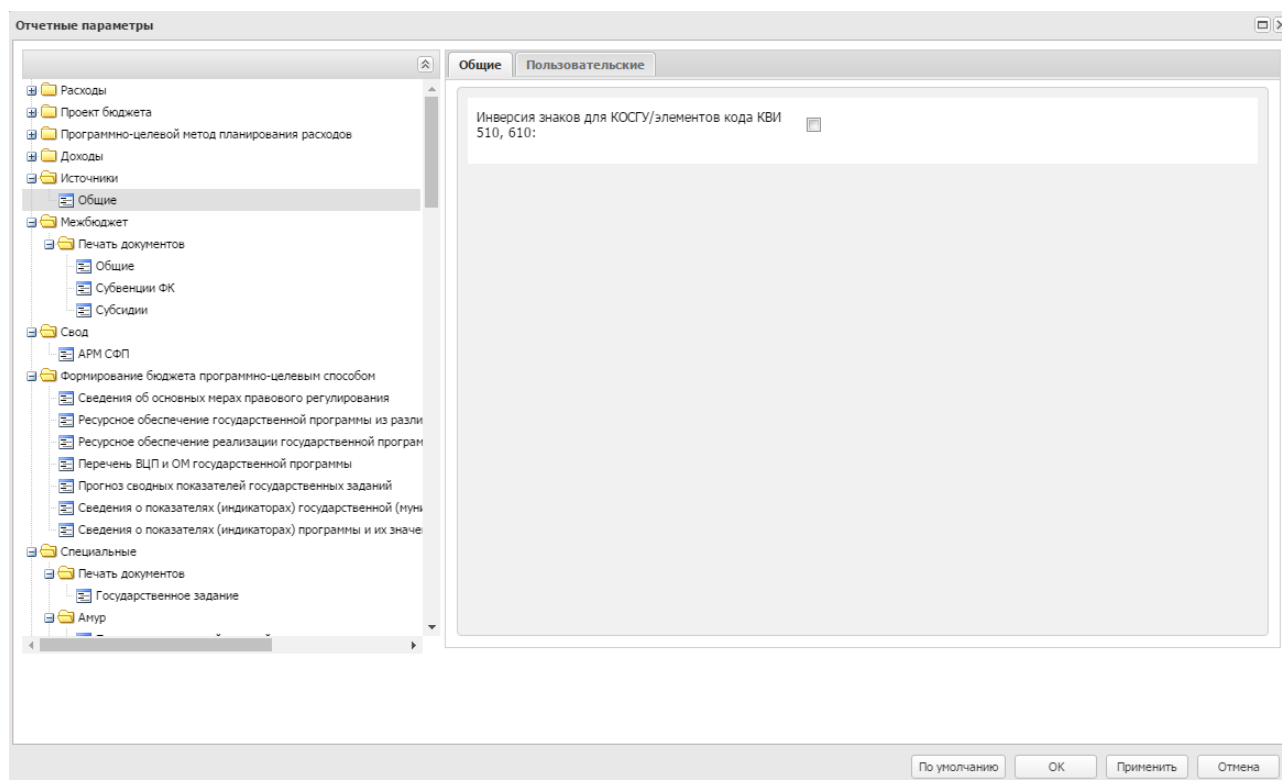 Отчетные параметры
Общие Пользовательские
Расходы
Проект бюджета
Программно-целевой метод планирования расходов
Доходы
Источники
Общие
Межбюджет
Печать документов
Общие
Субвенции ФК
Субсидии
Свод
АРМ СФП
Формирование бюджета программно-целевым способом
Сведения об основных мерах правового регулирования
Ресурсное обеспечение государственной программы из разли
Ресурсное обеспечение реализации государственной програм
Перечень ВЦП и ОМ государственной программы
Прогноз сводных показателей государственных заданий
Сведения о показателях (индикаторах) государственной (муни
Сведения о показателях (индикаторах) программы и их значе
Специальные
Печать документов
Государственное задание
Амур
Инверсия знаков для КОСГУ/элементов кода КВИ
510, 610:
По умолчанию ОК Применить Отмена